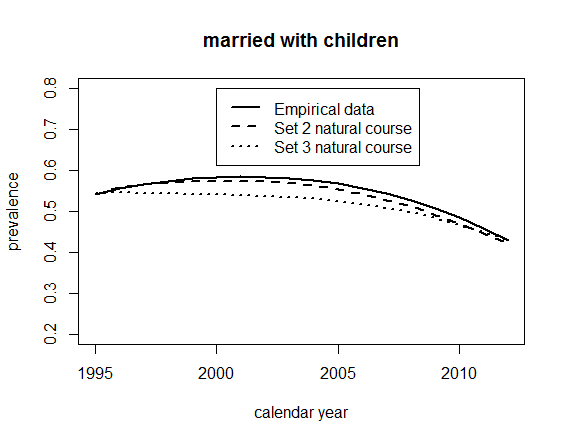 married with children
Empirical data
Set 2 natural course
Set 3 natural course
prevalence
0.8
0.7
0.6
0.5
0.4
0.3
0.2
1995 2000 2005 2010
calendar year